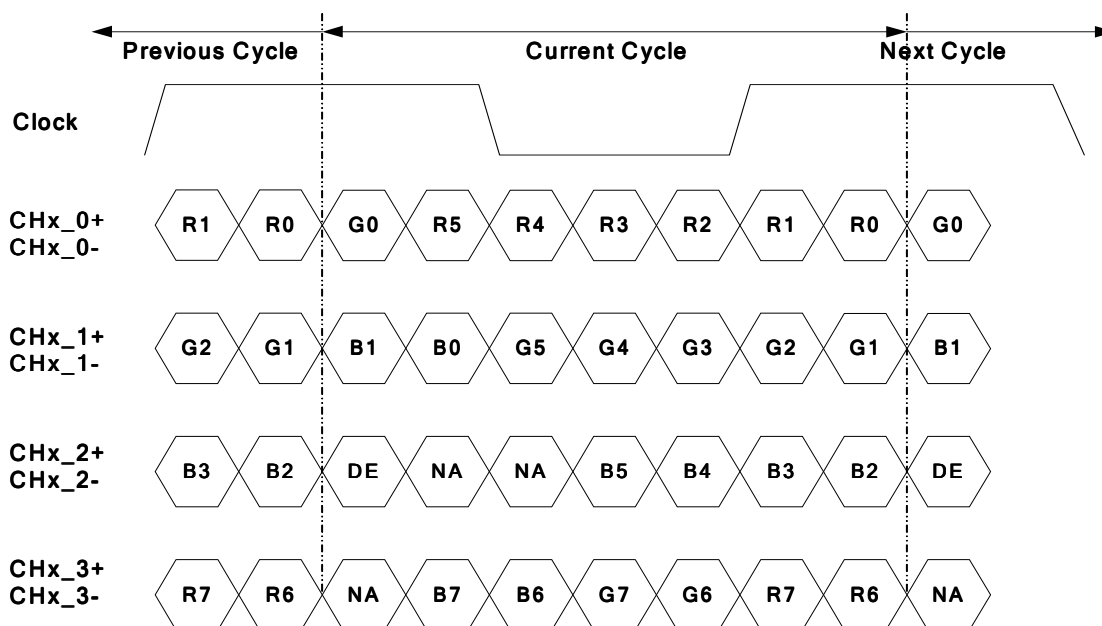 Previous Cycle Current Cycle Next Cycle
Clock
CHx_0+
CHx_0-
R1 R0 G0 R5 R4 R3 R2 R1 R0 G0
CHx_1+
CHx_1-
G2 G1 B1 B0 G5 G4 G3 G2 G1 B1
CHx_2+
CHx_2-
B3 B2 DE NA NA B5 B4 B3 B2 DE
CHx_3+
CHx_3-
R7 R6 NA B7 B6 G7 G6 R7 R6 NA